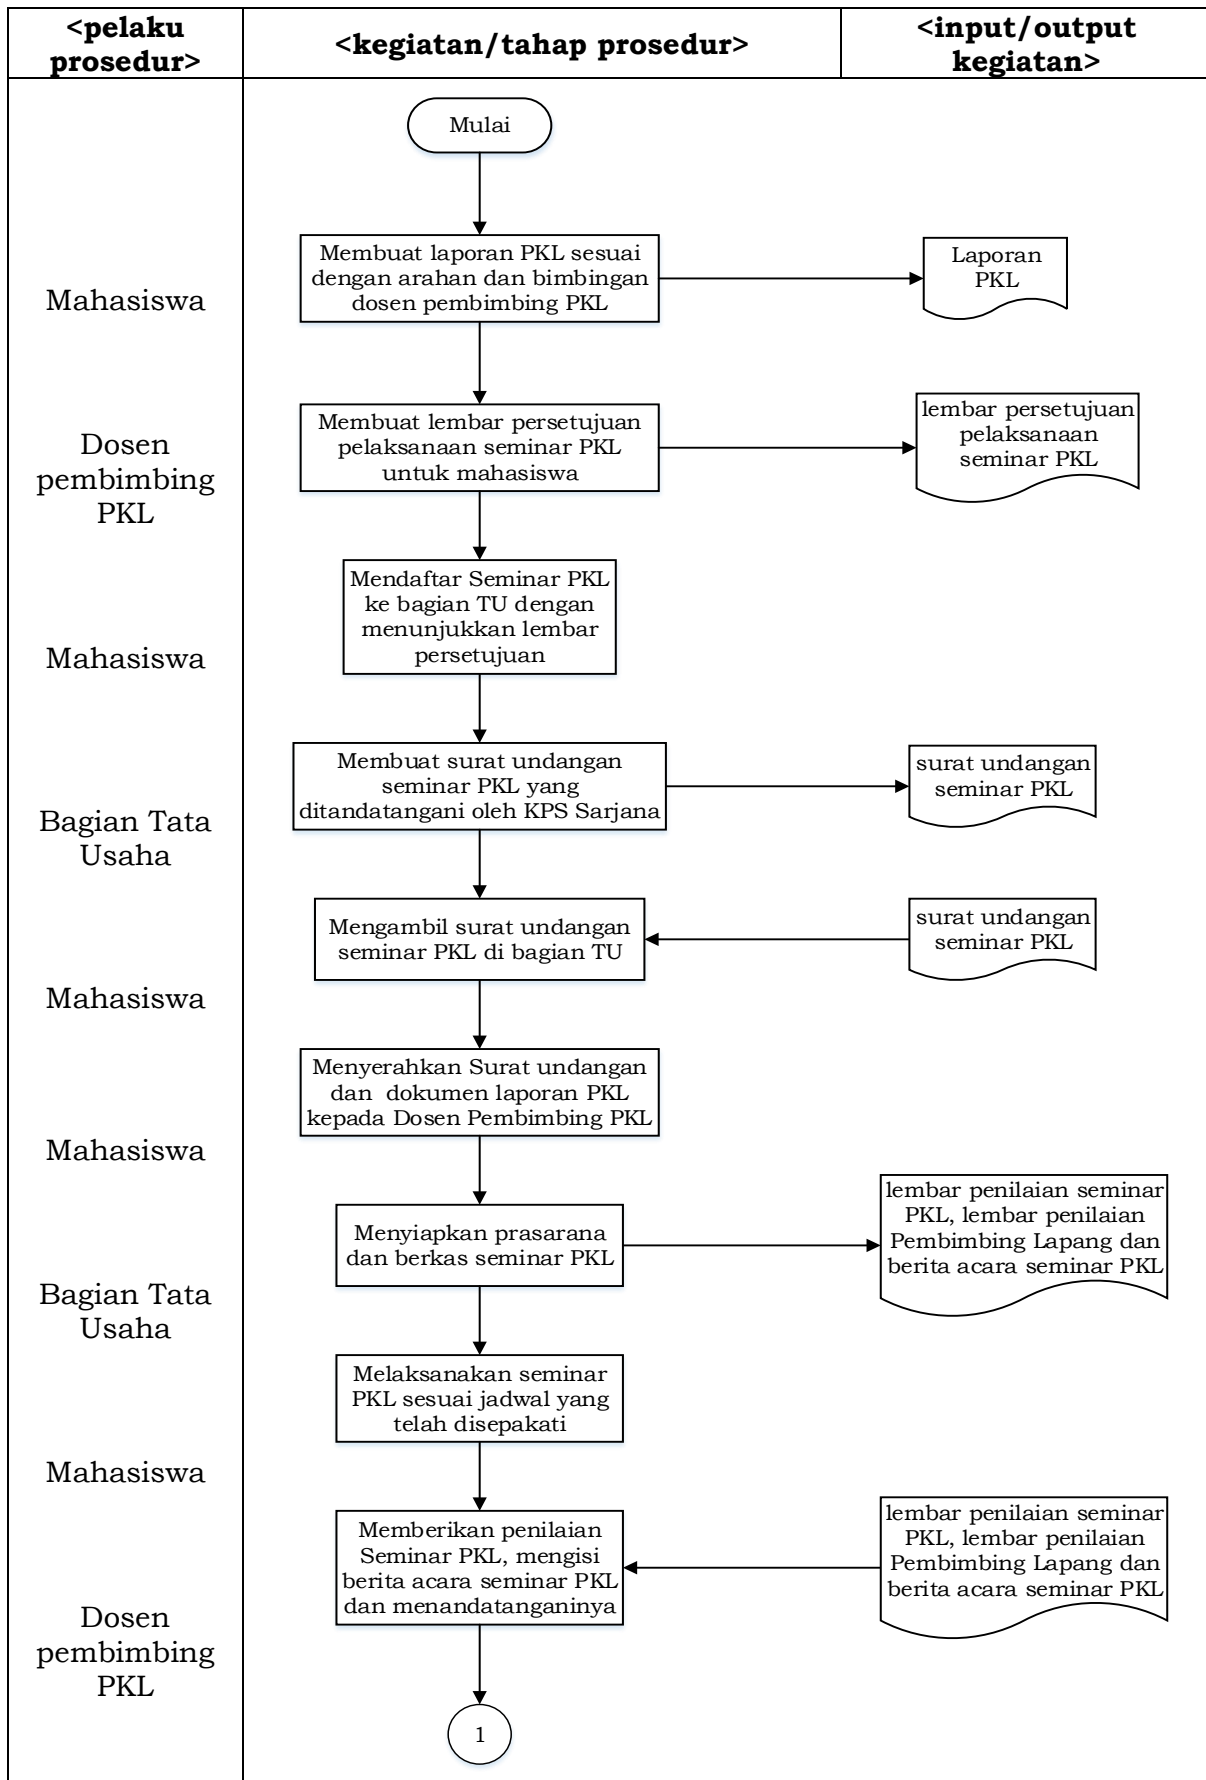 <pelaku
prosedur>
<kegiatan/tahap prosedur>
<input/output
kegiatan>
Mulai
Mahasiswa
Membuat laporan PKL sesuai
dengan arahan dan bimbingan
dosen pembimbing PKL
Laporan
PKL
Dosen
pembimbing
PKL
Membuat lembar persetujuan
pelaksanaan seminar PKL
untuk mahasiswa
lembar persetujuan
pelaksanaan
seminar PKL
Mahasiswa
Mendaftar Seminar PKL
ke bagian TU dengan
menunjukkan lembar
persetujuan
Bagian Tata
Usaha
Membuat surat undangan
seminar PKL yang
ditandatangani oleh KPS Sarjana
surat undangan
seminar PKL
Mahasiswa
Mengambil surat undangan
seminar PKL di bagian TU
surat undangan
seminar PKL
Mahasiswa
Menyerahkan Surat undangan
dan  dokumen laporan PKL
kepada Dosen Pembimbing PKL
Bagian Tata
Usaha
Menyiapkan prasarana
dan berkas seminar PKL
lembar penilaian seminar
PKL, lembar penilaian
Pembimbing Lapang dan
berita acara seminar PKL
Mahasiswa
Melaksanakan seminar
PKL sesuai jadwal yang
telah disepakati
Dosen
pembimbing
PKL
Memberikan penilaian
Seminar PKL, mengisi
berita acara seminar PKL
dan menandatanganinya
lembar penilaian seminar
PKL, lembar penilaian
Pembimbing Lapang dan
berita acara seminar PKL
1